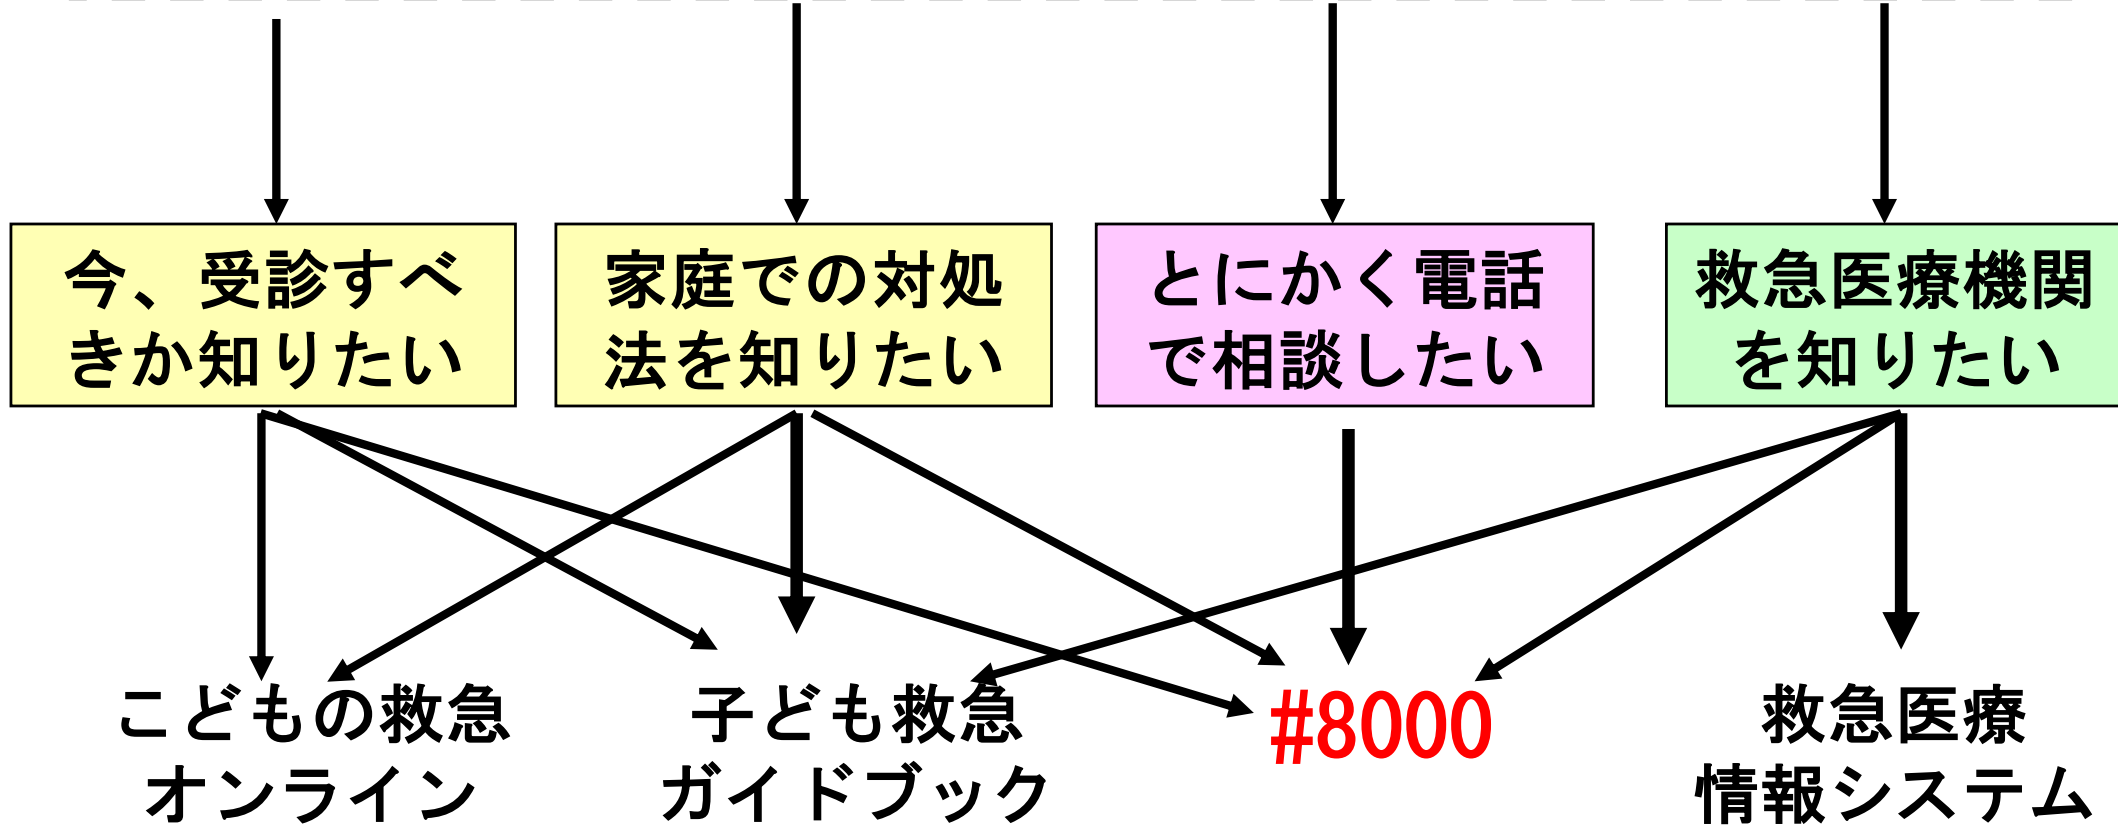 今、受診すべ
きか知りたい
家庭での対処
法を知りたい
とにかく電話
で相談したい
救急医療機関
を知りたい
こどもの救急
オンライン
子ども救急
ガイドブック
#8000
救急医療
情報システム